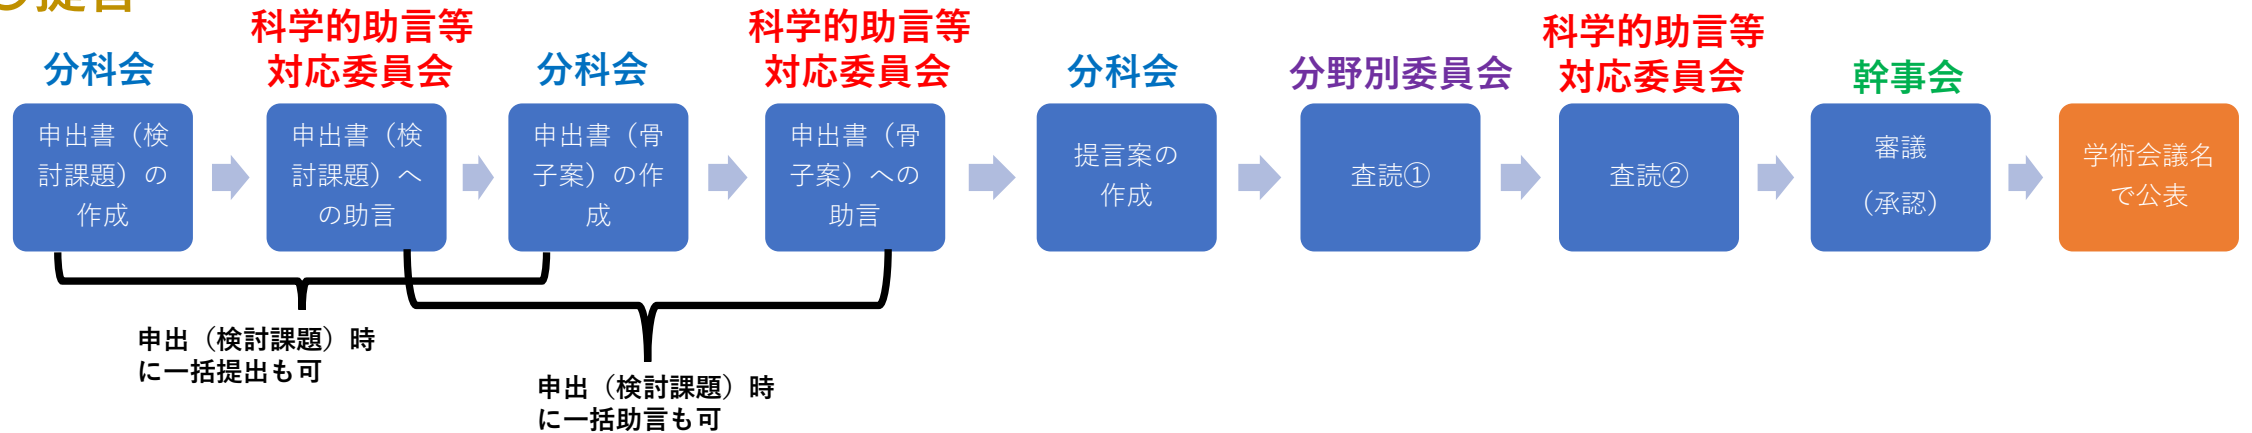 〇提言
分科会
申出書（検
討課題）の
作成
科学的助言等
対応委員会
申出書（検
討課題）へ
の助言
分科会
申出書（骨
子案）の作
成
科学的助言等
対応委員会
申出書（骨
子案）への
助言
分科会
提言案の
作成
分野別委員会
査読①
科学的助言等
対応委員会
査読②
幹事会
審議
（承認）
学術会議名
で公表
申出（検討課題）時
に一括提出も可
申出（検討課題）時
に一括助言も可